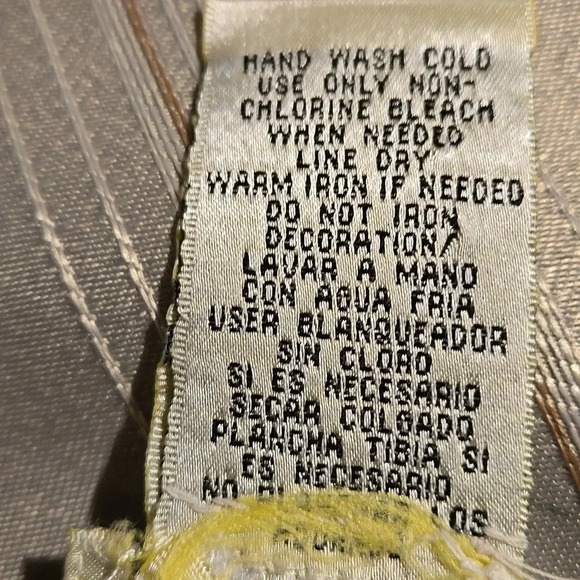 HAND WASH COLD
USE ONLY NON-
CHLORINE BLEACH
WHEN NEEDED
LINE DRY
WARM IRON IF NEEDED
DO NOT IRON
DECORATION/
LAVAR A MANO
CON AGUA FRIA
USER BLANQUEADOR
SIN CLORO
SI ES NECESARIO
SECAR COLGADO
PLANCHA TIBIA SI
ES NECESARIO
NO LOS